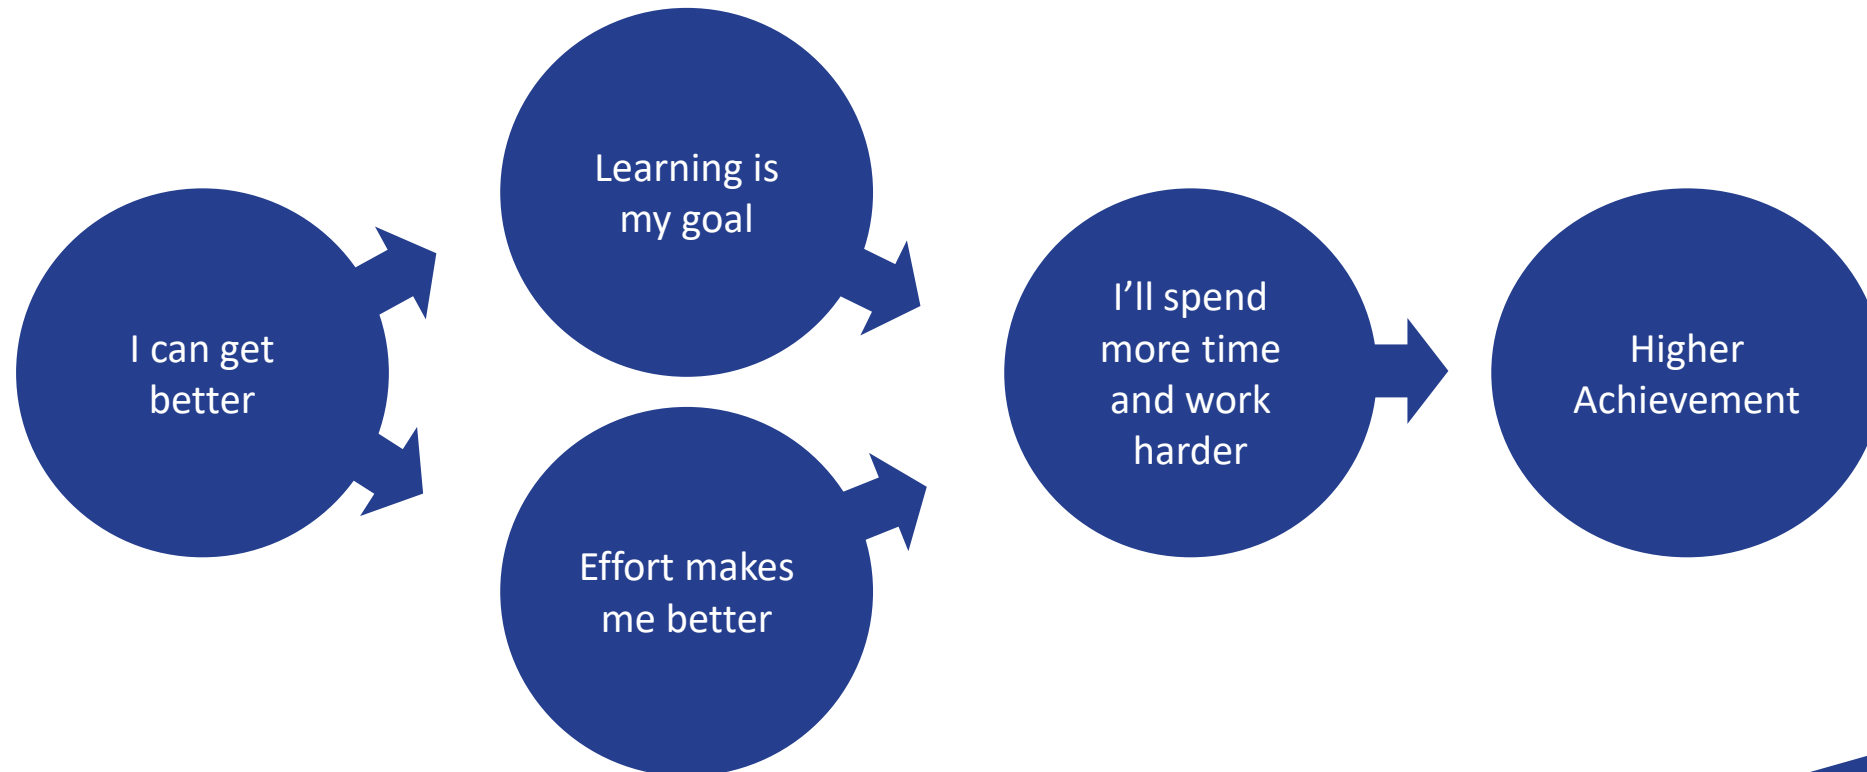 I can get
better
Learning is
my goal
Effort makes
me better
I’ll spend
more time
and work
harder
Higher
Achievement